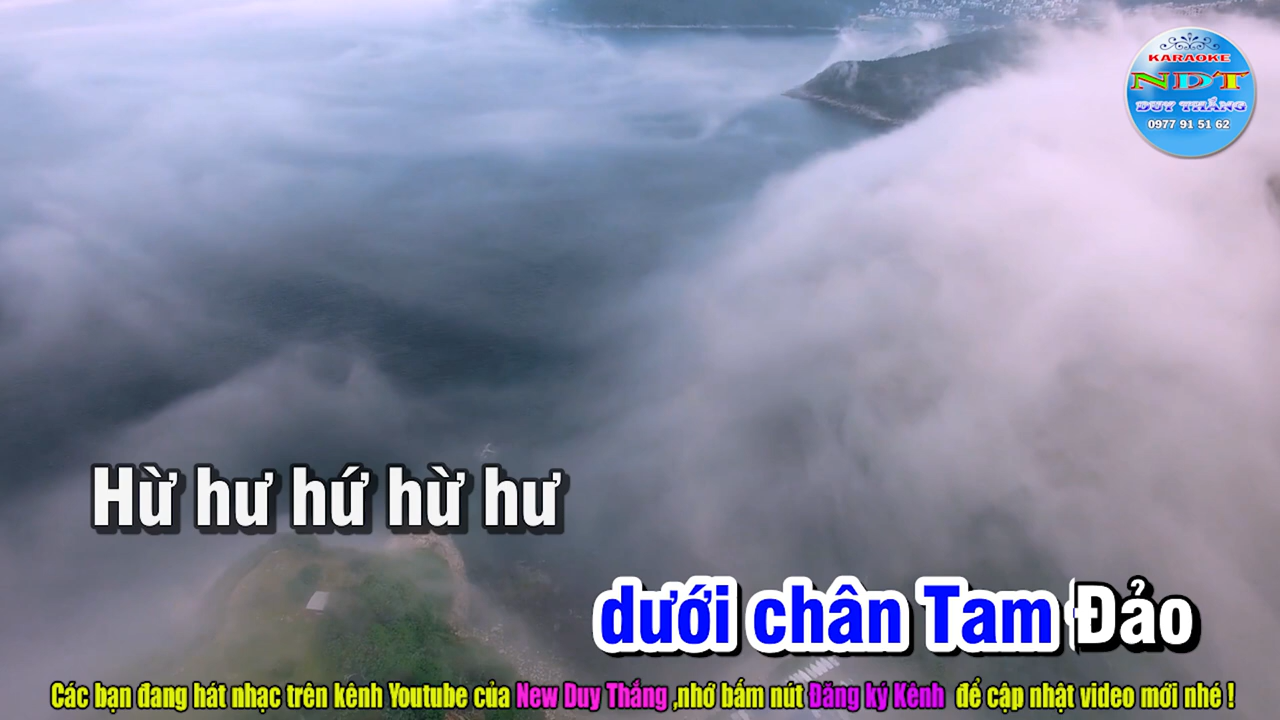 KARAOKE
NDT
DUY THẮNG
0977 91 51 62
Hừ hư hứ hừ hư
dưới chân Tam Đảo
Các bạn đang hát nhạc trên kênh Youtube của New Duy Thắng ,nhớ bấm nút Đăng ký Kênh để cập nhật video mới nhé !